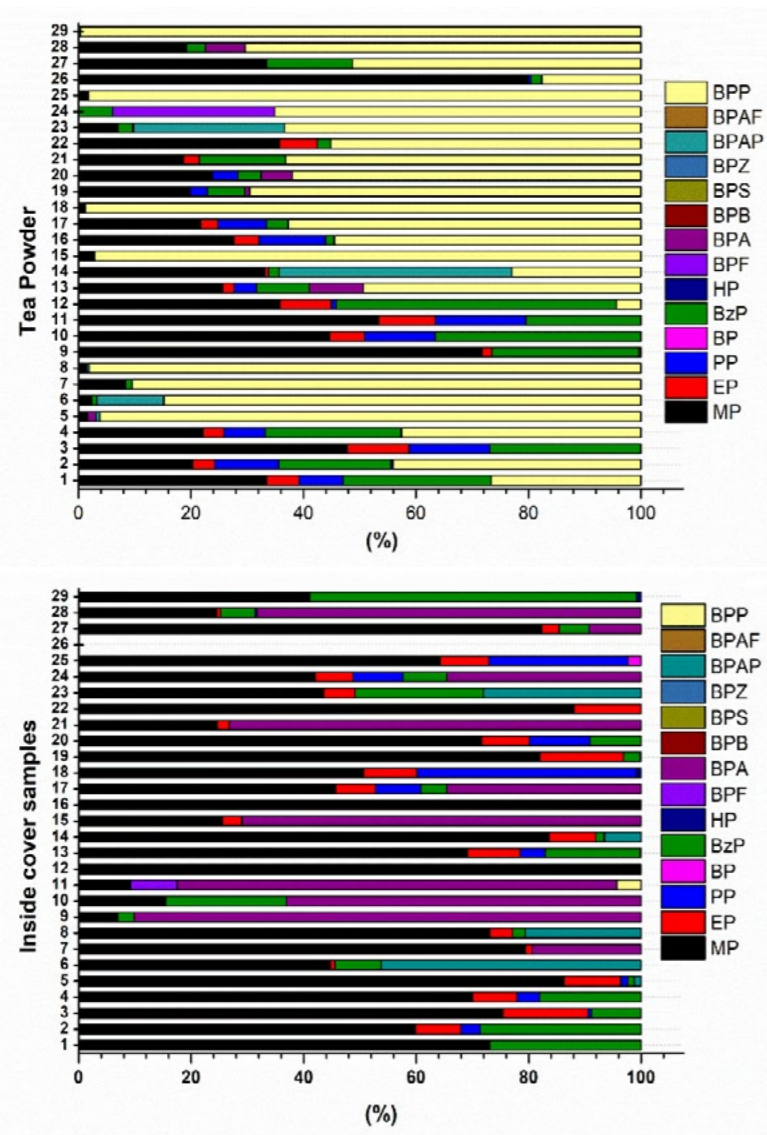 29
28
27
26
25
24
23
22
21
20
19
18
17
16
15
14
13
12
11
10
9
8
7
6
5
4
3
2
1
Tea Powder
0 20 40 60 80 100
(%)
BPP
BPAF
BPAP
BPZ
BPS
BPB
BPA
BPF
HP
BzP
BP
PP
EP
MP
29
28
27
26
25
24
23
22
21
20
19
18
17
16
15
14
13
12
11
10
9
8
7
6
5
4
3
2
1
Inside cover samples
0 20 40 60 80 100
(%)
BPP
BPAF
BPAP
BPZ
BPS
BPB
BPA
BPF
HP
BzP
BP
PP
EP
MP